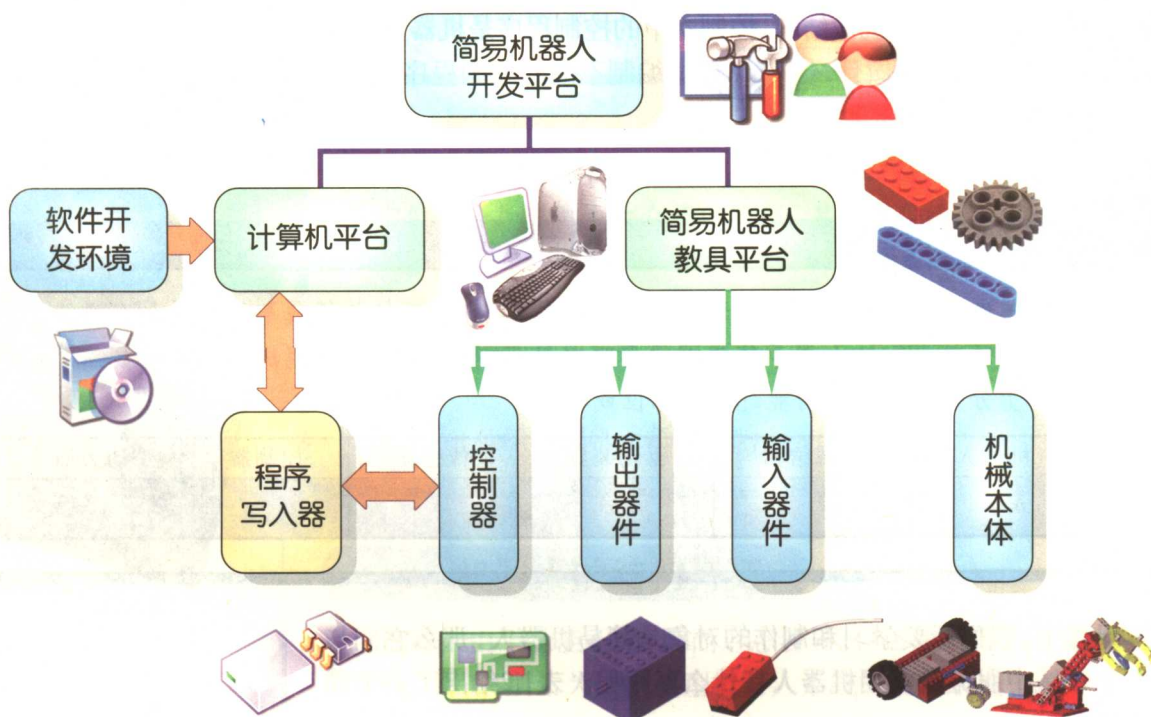 简易机器人
开发平台
软件开
发环境
计算机平台
简易机器人
教具平台
程序
写入器
控制器
输出器件
输入器件
机械本体